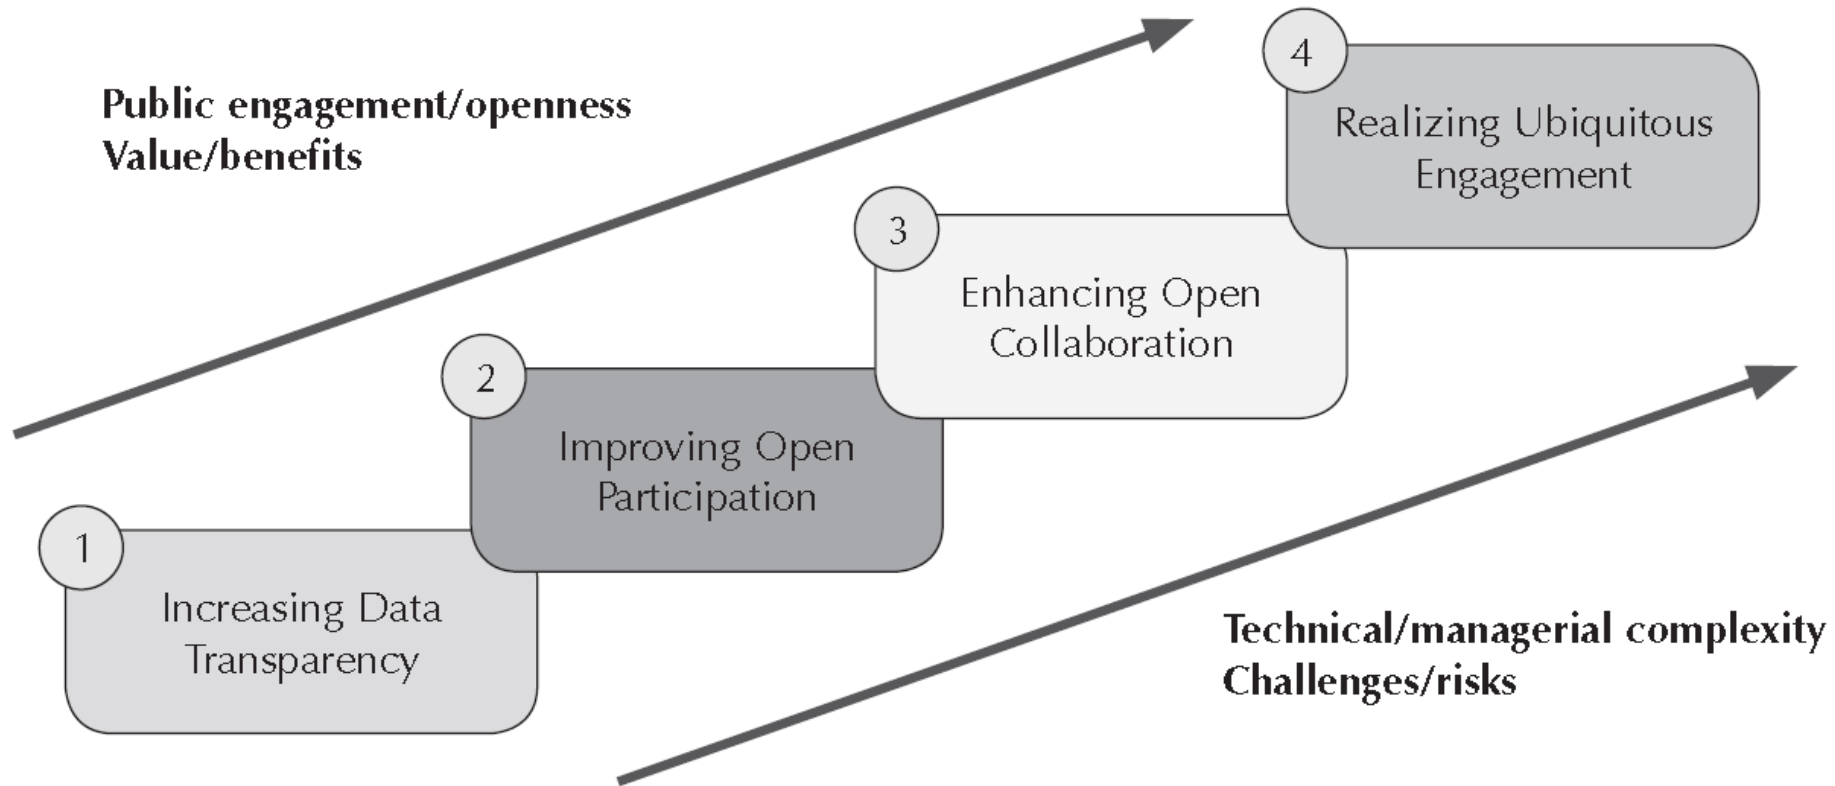 Public engagement/openness
Value/benefits
4
Realizing Ubiquitous
Engagement
3
Enhancing Open
Collaboration
2
Improving Open
Participation
1
Increasing Data
Transparency
Technical/managerial complexity
Challenges/risks